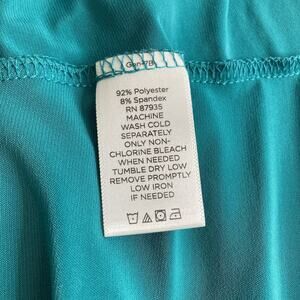 92% Polyester
8% Spandex
RN 87935
MACHINE
WASH COLD
SEPARATELY
ONLY NON-
CHLORINE BLEACH
WHEN NEEDED
TUMBLE DRY LOW
REMOVE PROMPTLY
LOW IRON
IF NEEDED